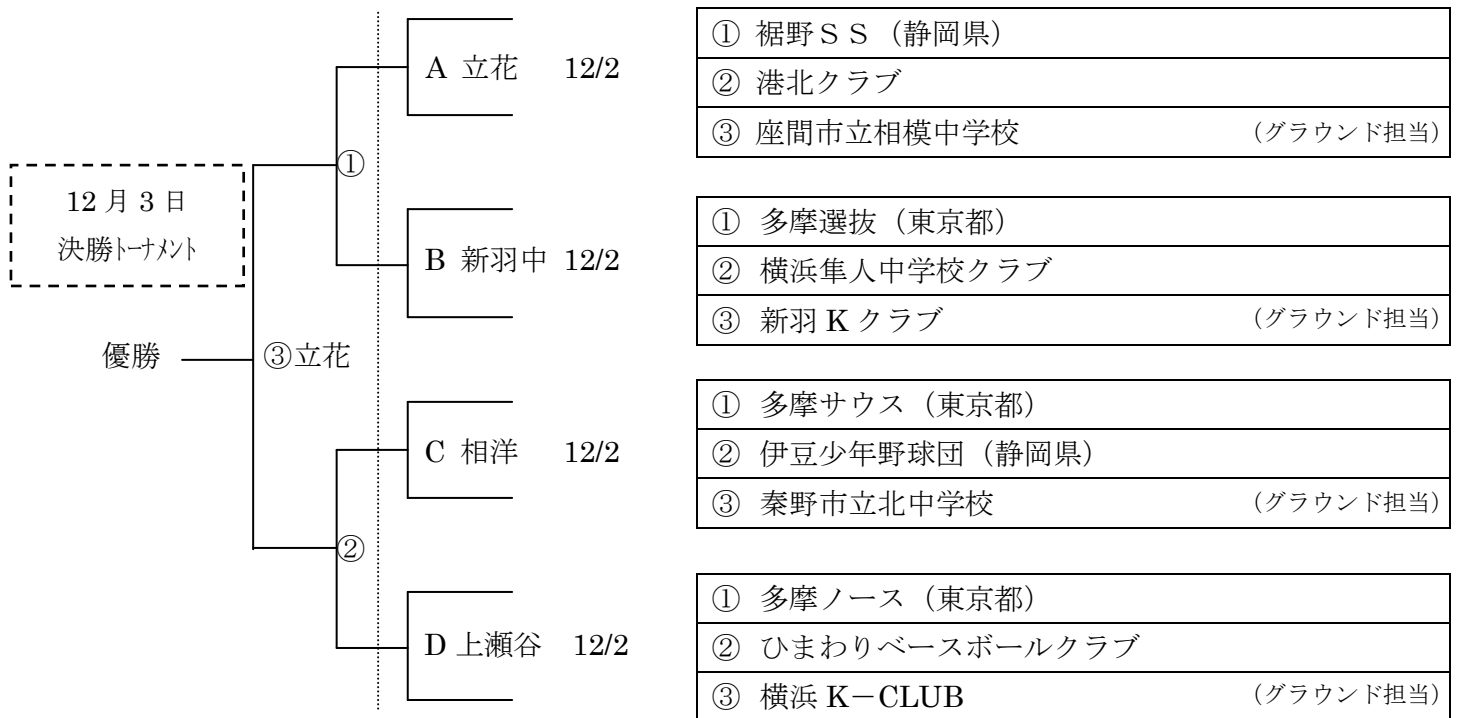 A 立花 12/2
①
12月3日
決勝トーナメント
B 新羽中 12/2
優勝
③立花
C 相洋 12/2
②
D 上瀬谷 12/2
① 裾野ＳＳ（静岡県）
② 港北クラブ
③ 座間市立相模中学校 （グラウンド担当）
① 多摩選抜（東京都）
② 横浜隼人中学校クラブ
③ 新羽 K クラブ （グラウンド担当）
① 多摩サウス（東京都）
② 伊豆少年野球団（静岡県）
③ 秦野市立北中学校 （グラウンド担当）
① 多摩ノース（東京都）
② ひまわりベースボールクラブ
③ 横浜 K－CLUB （グラウンド担当）